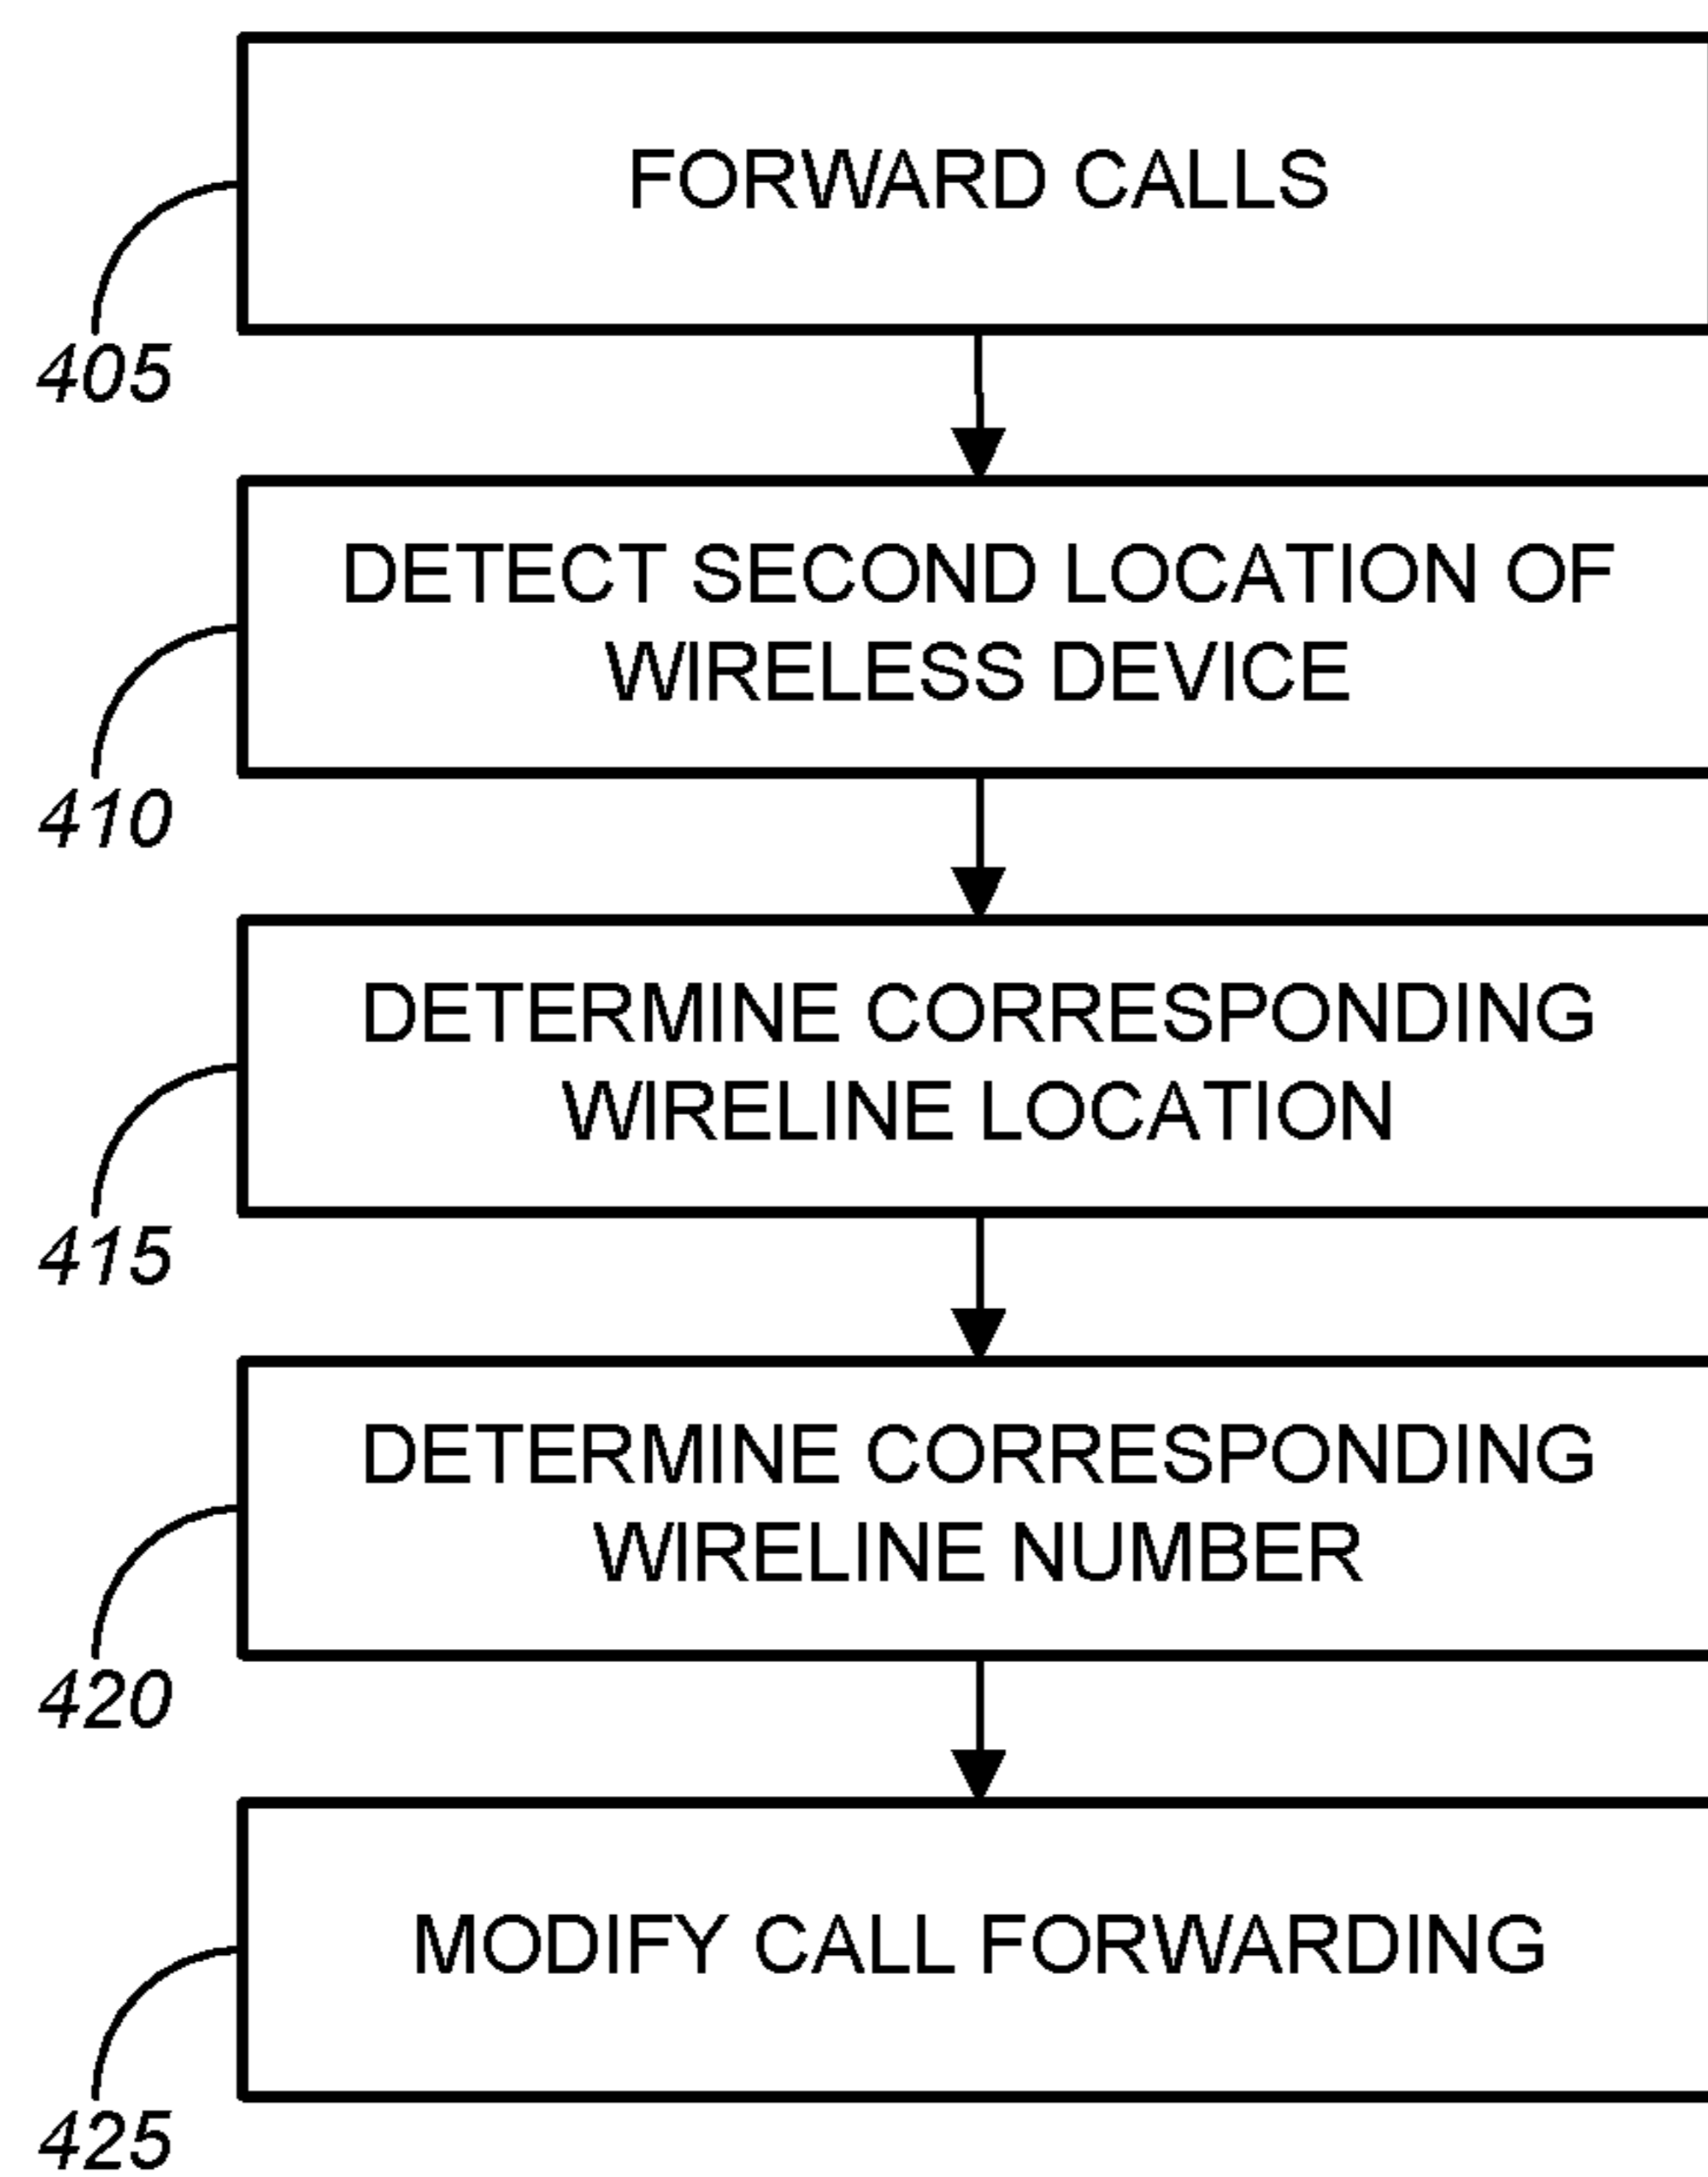 FORWARD CALLS
405
DETECT SECOND LOCATION OF
WIRELESS DEVICE
410
DETERMINE CORRESPONDING
WIRELINE LOCATION
415
DETERMINE CORRESPONDING
WIRELINE NUMBER
420
MODIFY CALL FORWARDING
425